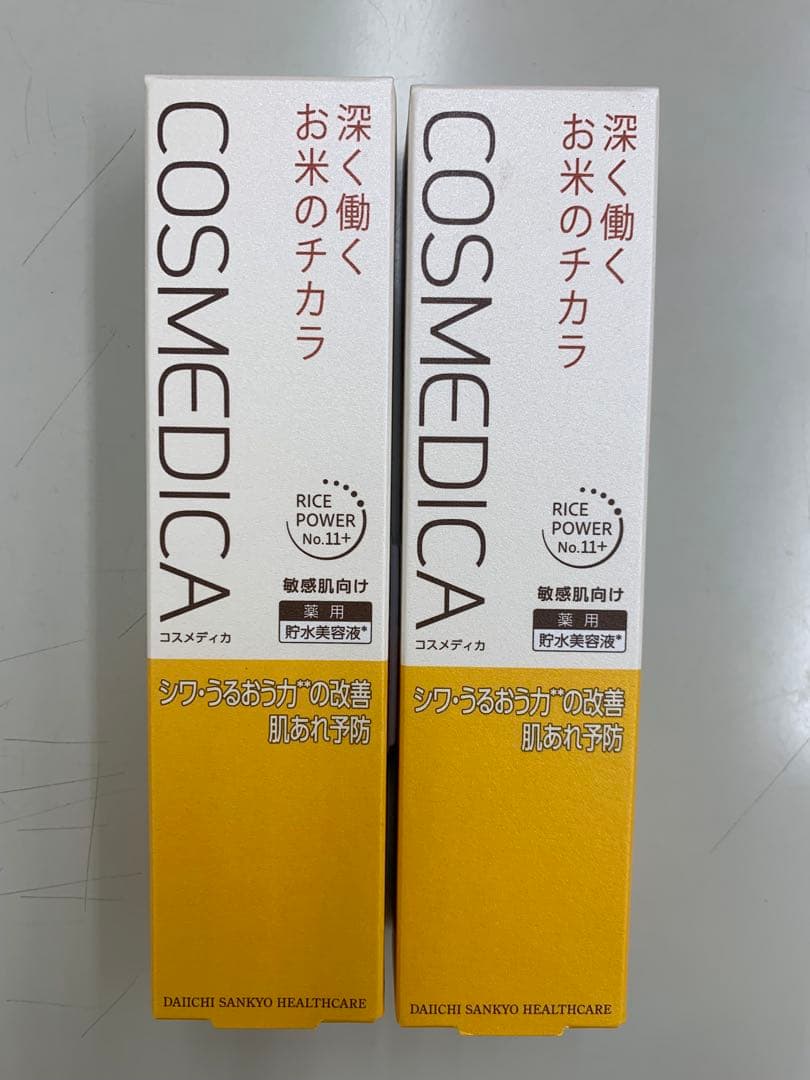 深く働く
お米のチカラ
COSMEDICA
コスメディカ
RICE
POWER
No.11+
敏感肌向け
薬用
貯水美容液*
シワ・うるおう力**の改善
肌あれ予防
DAIICHI SANKYO HEALTHCARE
深く働く
お米のチカラ
COSMEDICA
コスメディカ
RICE
POWER
No.11+
敏感肌向け
薬用
貯水美容液*
シワ・うるおう力**の改善
肌あれ予防
DAIICHI SANKYO HEALTHCARE